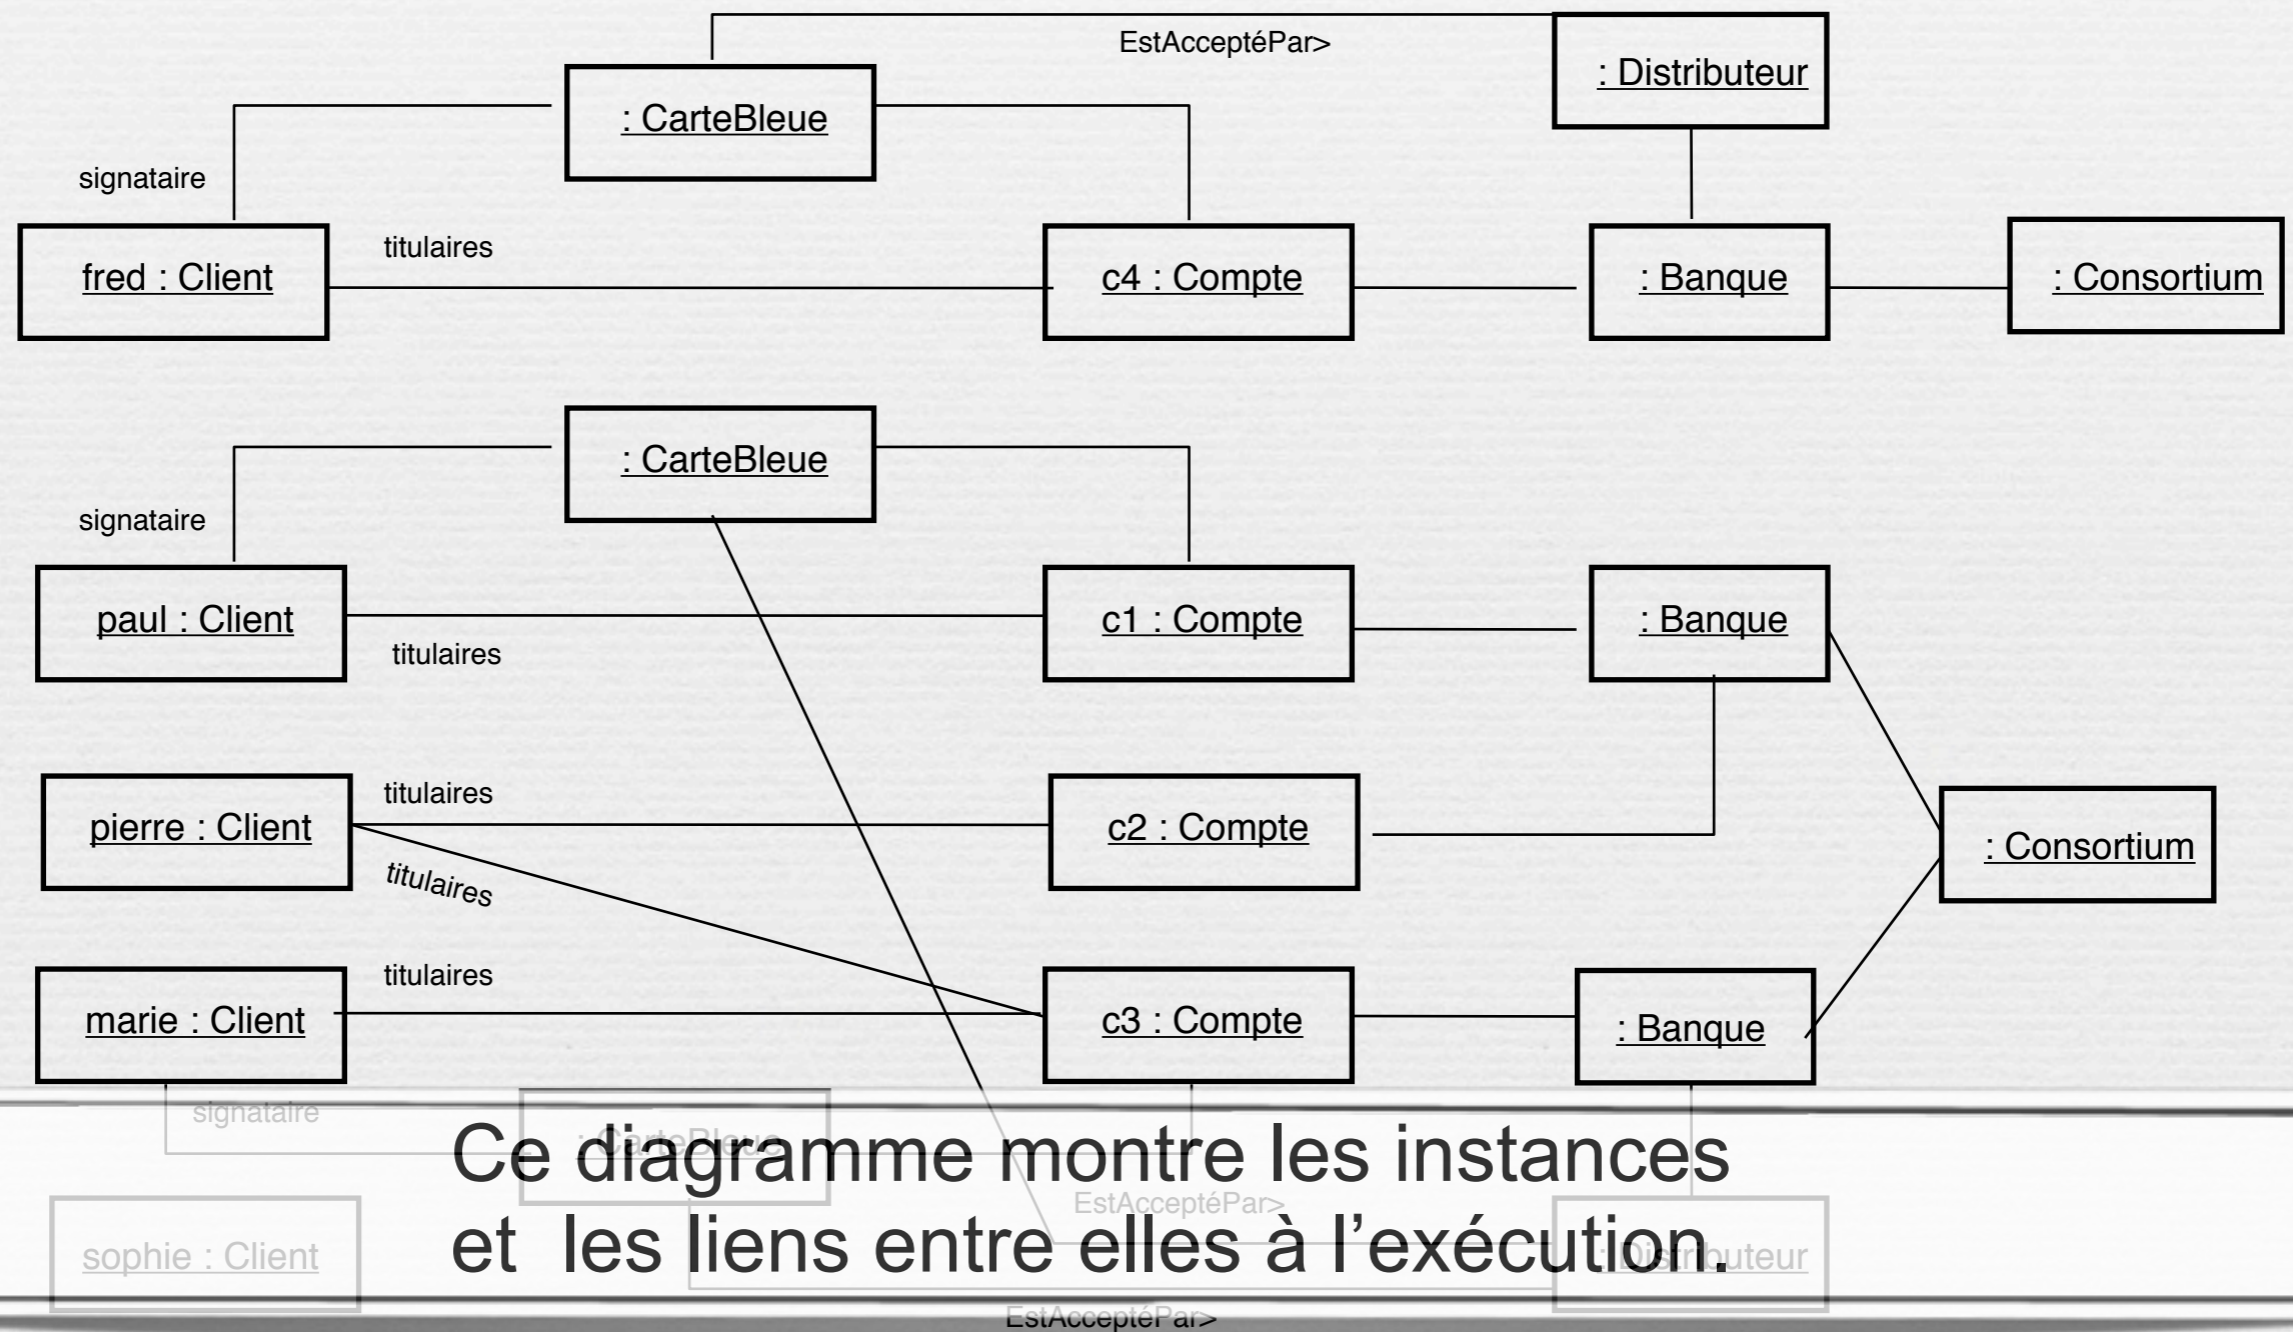 EstAcceptéPar>
: Distributeur
: CarteBleue
signataire
titulaires
fred : Client
c4 : Compte
: Banque
: Consortium
: CarteBleue
signataire
paul : Client
c1 : Compte
: Banque
titulaires
titulaires
pierre : Client
c2 : Compte
: Consortium
titulaires
titulaires
marie : Client
c3 : Compte
: Banque
signataire
: CarteBleue
Ce diagramme montre les instances
EstAcceptéPar>
et les liens entre elles à l’exécution.
sophie : Client
: Distributeur
EstAcceptéPar>